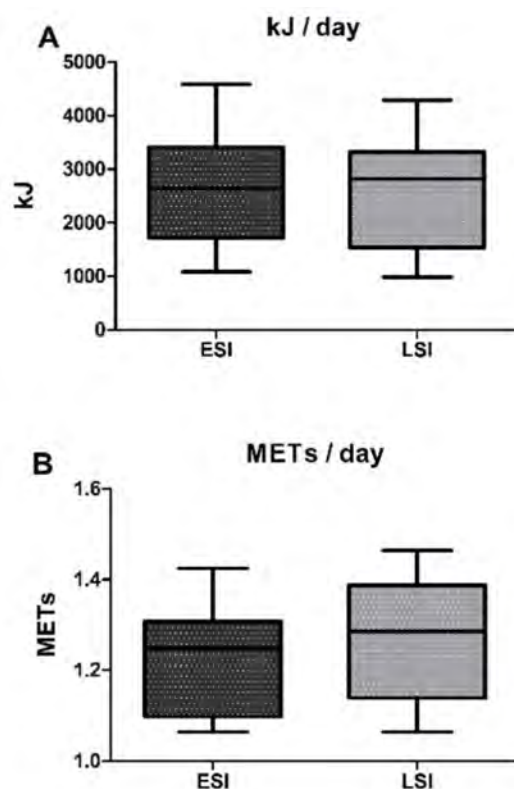 A
kJ / day
kJ
5000
4000
3000
2000
1000
0
ESI
LSI
B
METs / day
METs
1.6
1.4
1.2
1.0
ESI
LSI